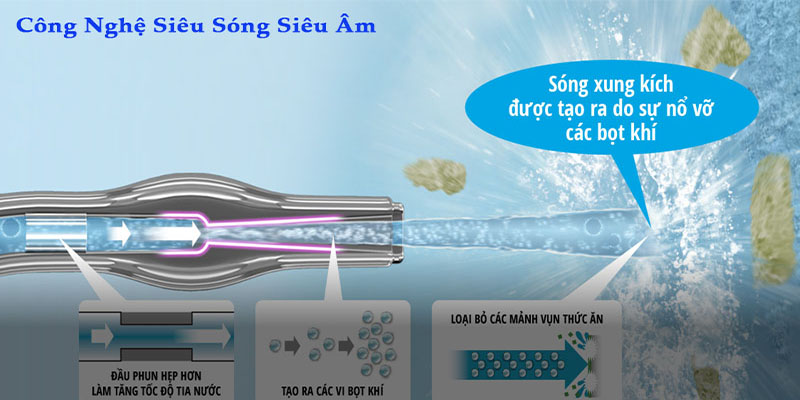 Công Nghệ Siêu Sóng Siêu Âm
Sóng xung kích
được tạo ra do sự nổ vỡ
các bọt khí
ĐẦU PHUN HẸP HƠN
LÀM TĂNG TỐC ĐỘ TIA NƯỚC
TẠO RA CÁC VI BỌT KHÍ
LOẠI BỎ CÁC MẢNH VỤN THỨC ĂN